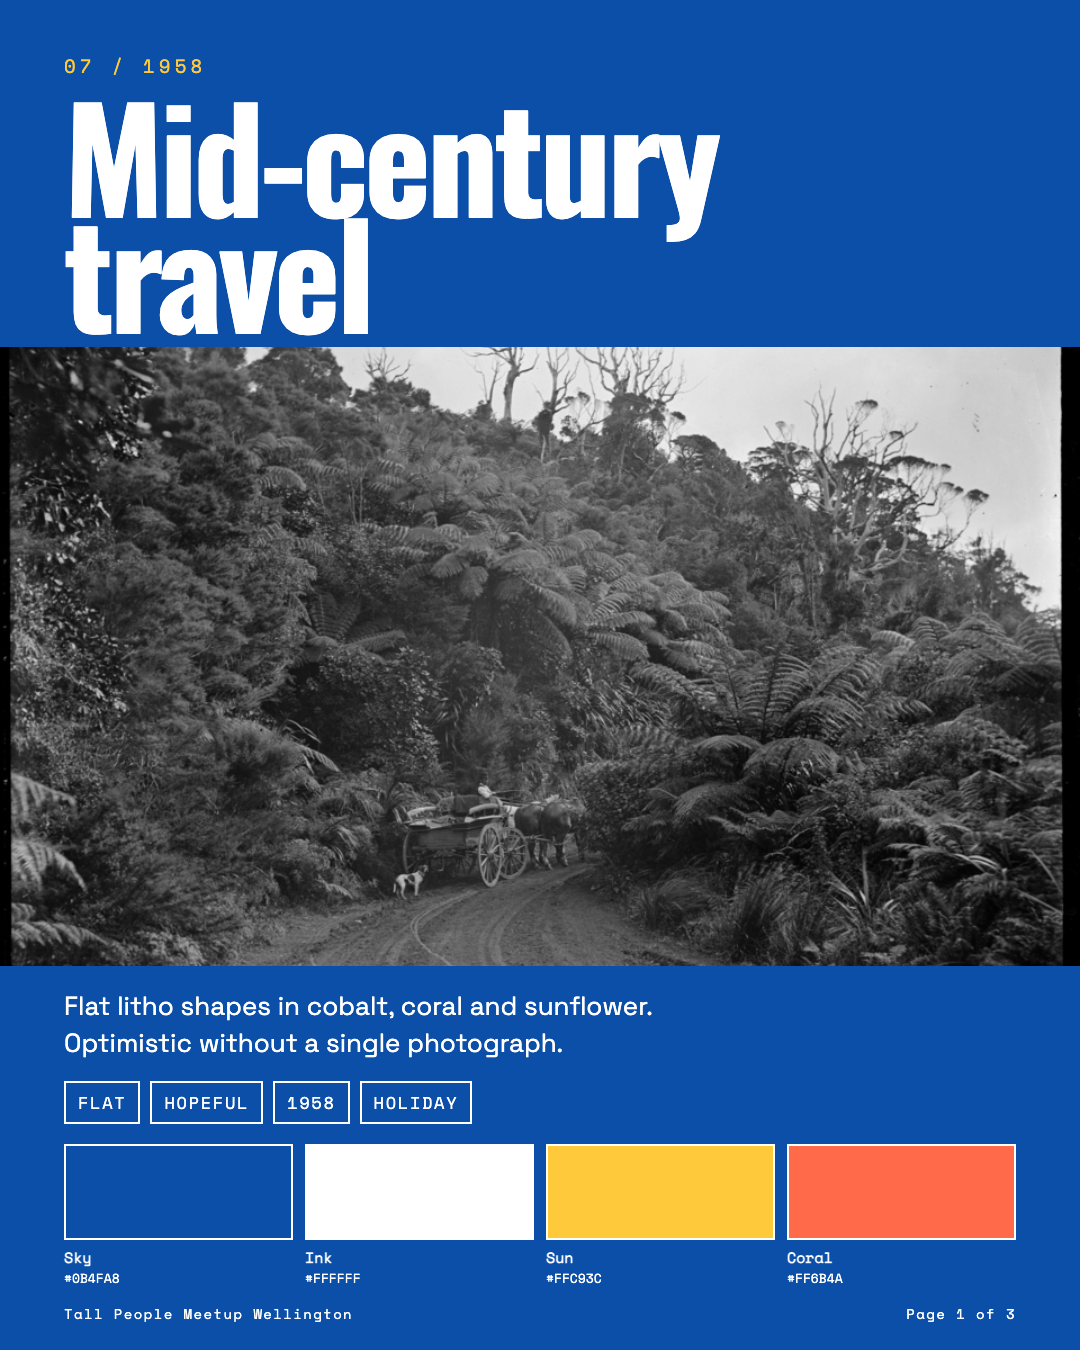 07 / 1958
Mid-century
travel
Flat litho shapes in cobalt, coral and sunflower.
Optimistic without a single photograph.
FLAT HOPEFUL 1958 HOLIDAY
Sky Ink Sun Coral
#0B4FA8 #FFFFFF #FFC93C #FF6B4A
Tall People Meetup Wellington Page 1 of 3